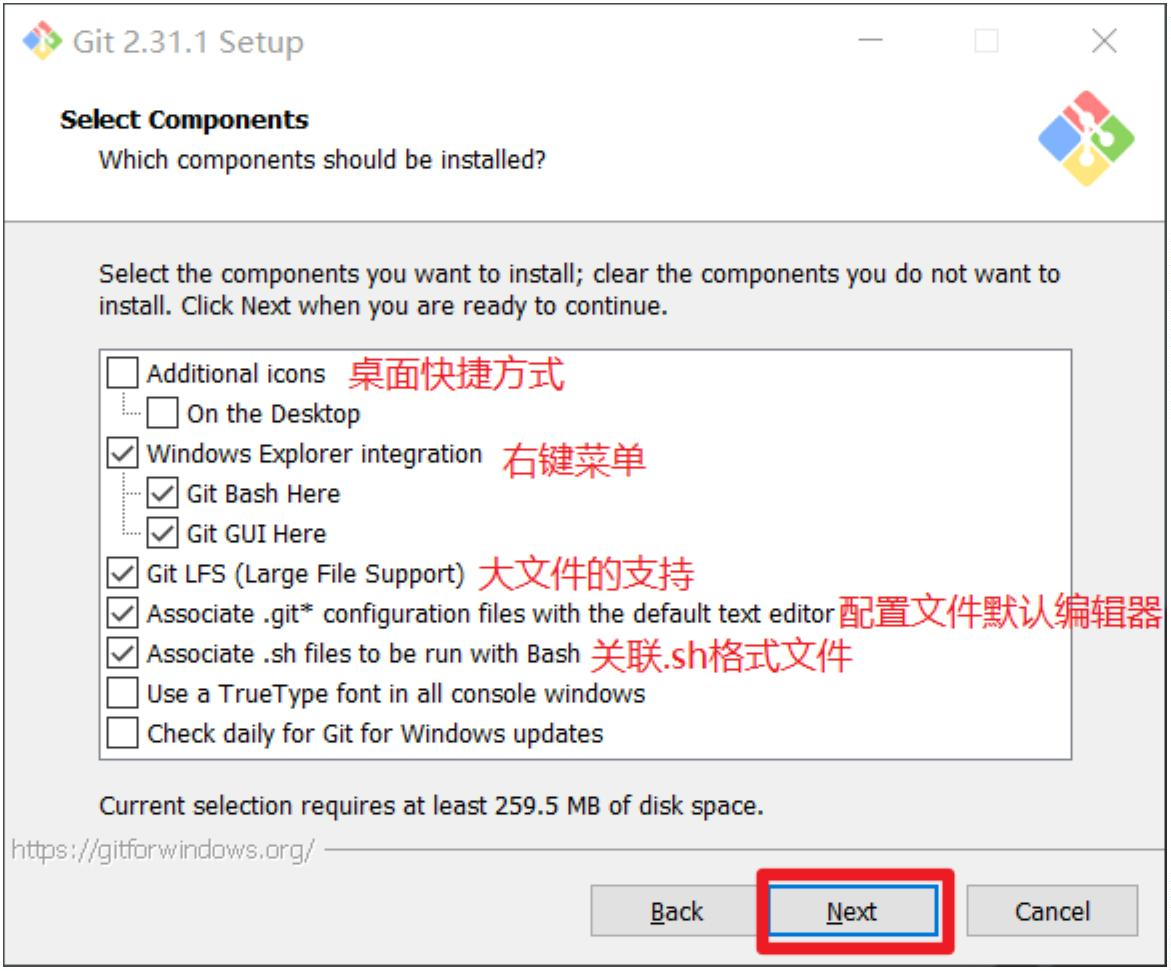 Git 2.31.1 Setup
Select Components
Which components should be installed?
Select the components you want to install; clear the components you do not want to
install. Click Next when you are ready to continue.
Additional icons 桌面快捷方式
On the Desktop
Windows Explorer integration 右键菜单
Git Bash Here
Git GUI Here
Git LFS (Large File Support) 大文件的支持
Associate .git* configuration files with the default text editor 配置文件默认编辑器
Associate .sh files to be run with Bash 关联.sh格式文件
Use a TrueType font in all console windows
Check daily for Git for Windows updates
Current selection requires at least 259.5 MB of disk space.
https://gitforwindows.org/
Back Next Cancel